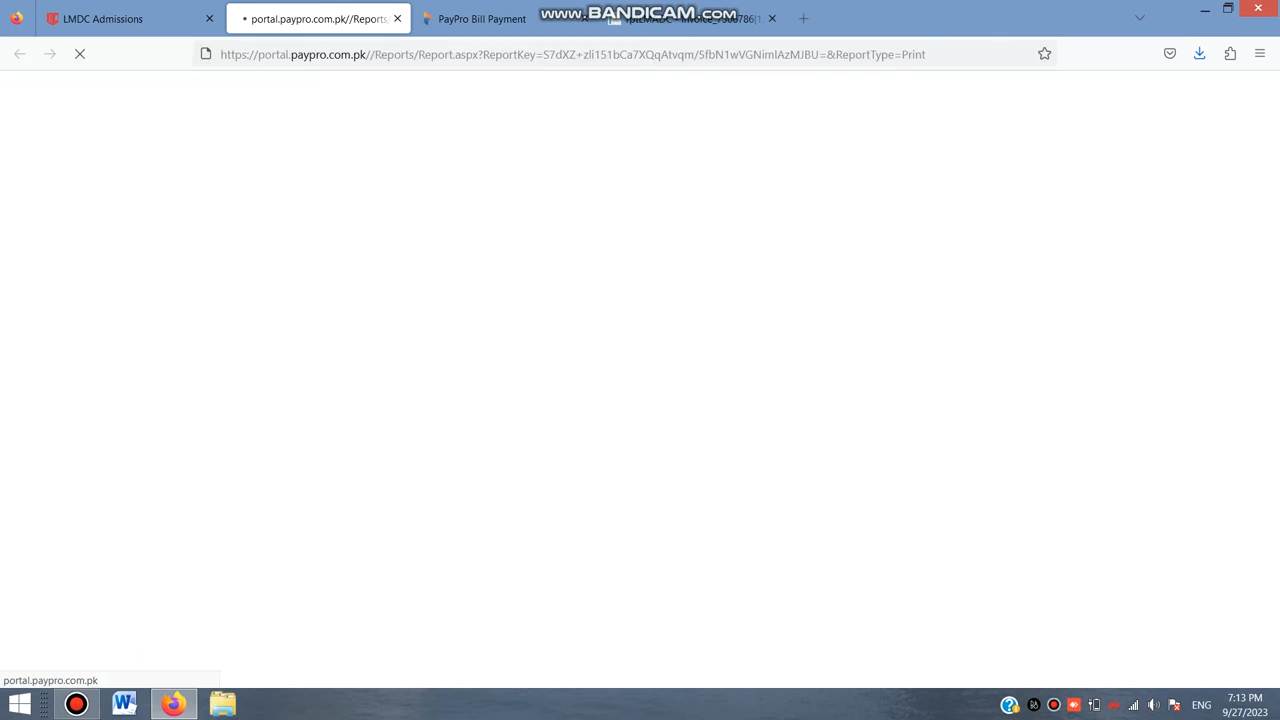 www.BANDICAM.com
LMDC Admissions
portal.paypro.com.pk//Reports
PayPro Bill Payment
https://portal.paypro.com.pk//Reports/Report.aspx?ReportKey=S7dXZ+zli151bCa7XQqAtvqm/5fbN1wVGNimlAzMJBU=&ReportType=Print
portal.paypro.com.pk
ENG
7:13 PM
9/27/2023